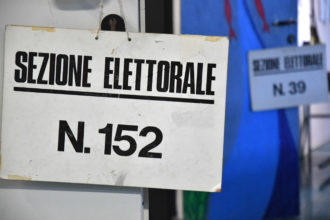 SEZIONE ELETTORALE
N. 152
SEZIONE ELETTORALE
N. 39